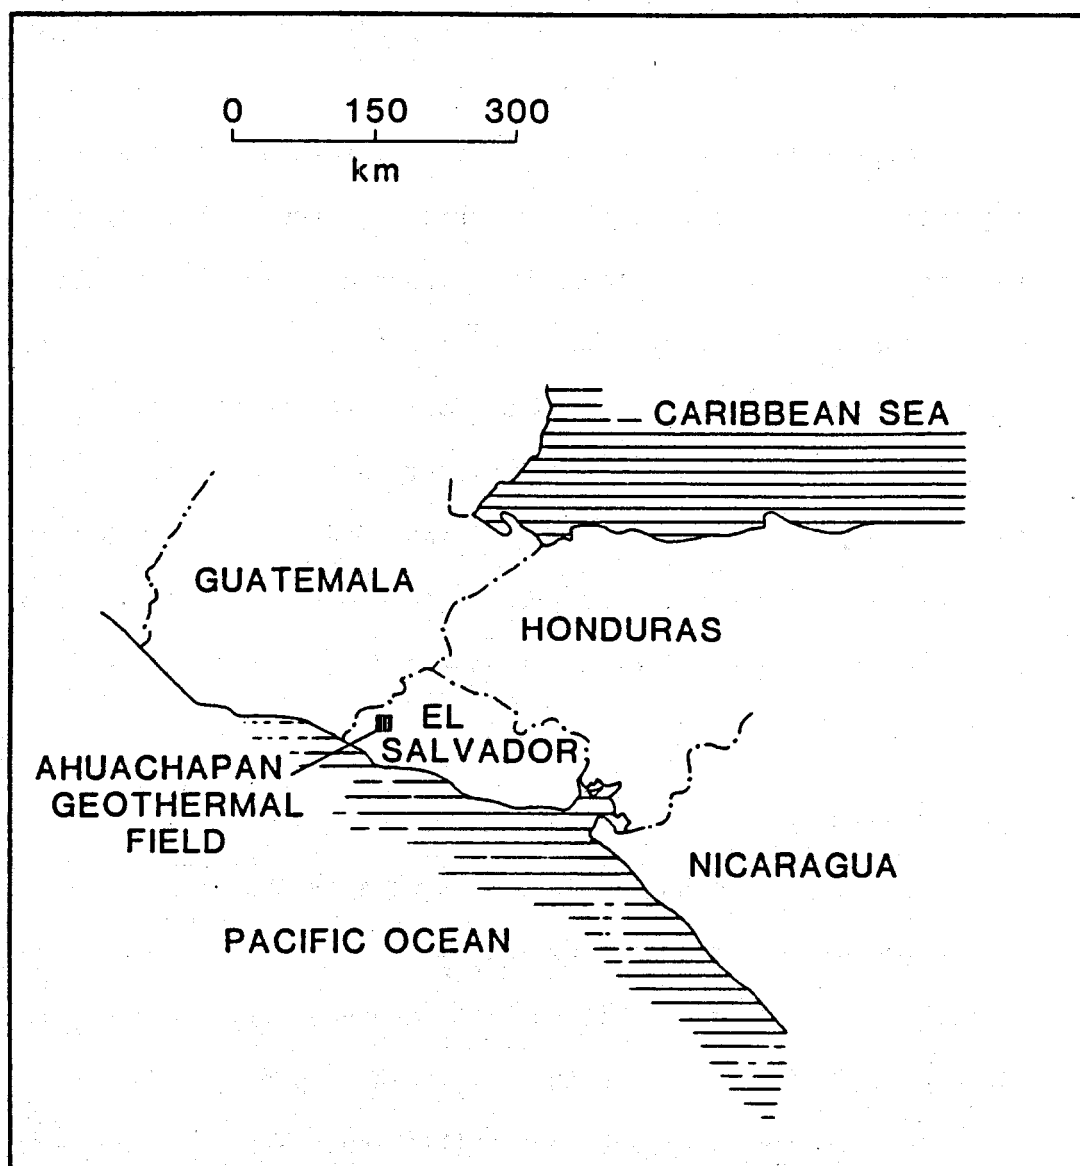 0 150 300
km
CARIBBEAN SEA
GUATEMALA
HONDURAS
EL
SALVADOR
AHUACHAPAN
GEOTHERMAL
FIELD
NICARAGUA
PACIFIC OCEAN